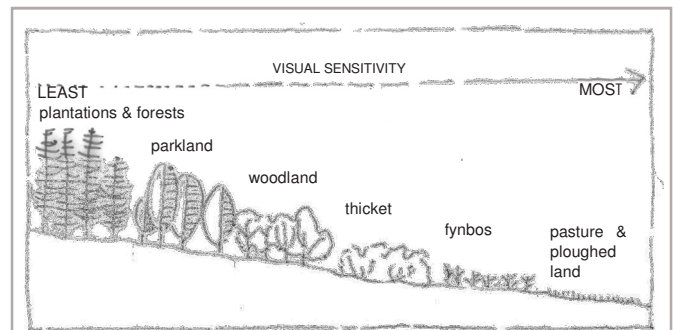 VISUAL SENSITIVITY
LEAST
MOST
plantations & forests
parkland
woodland
thicket
fynbos
pasture &
ploughed
land